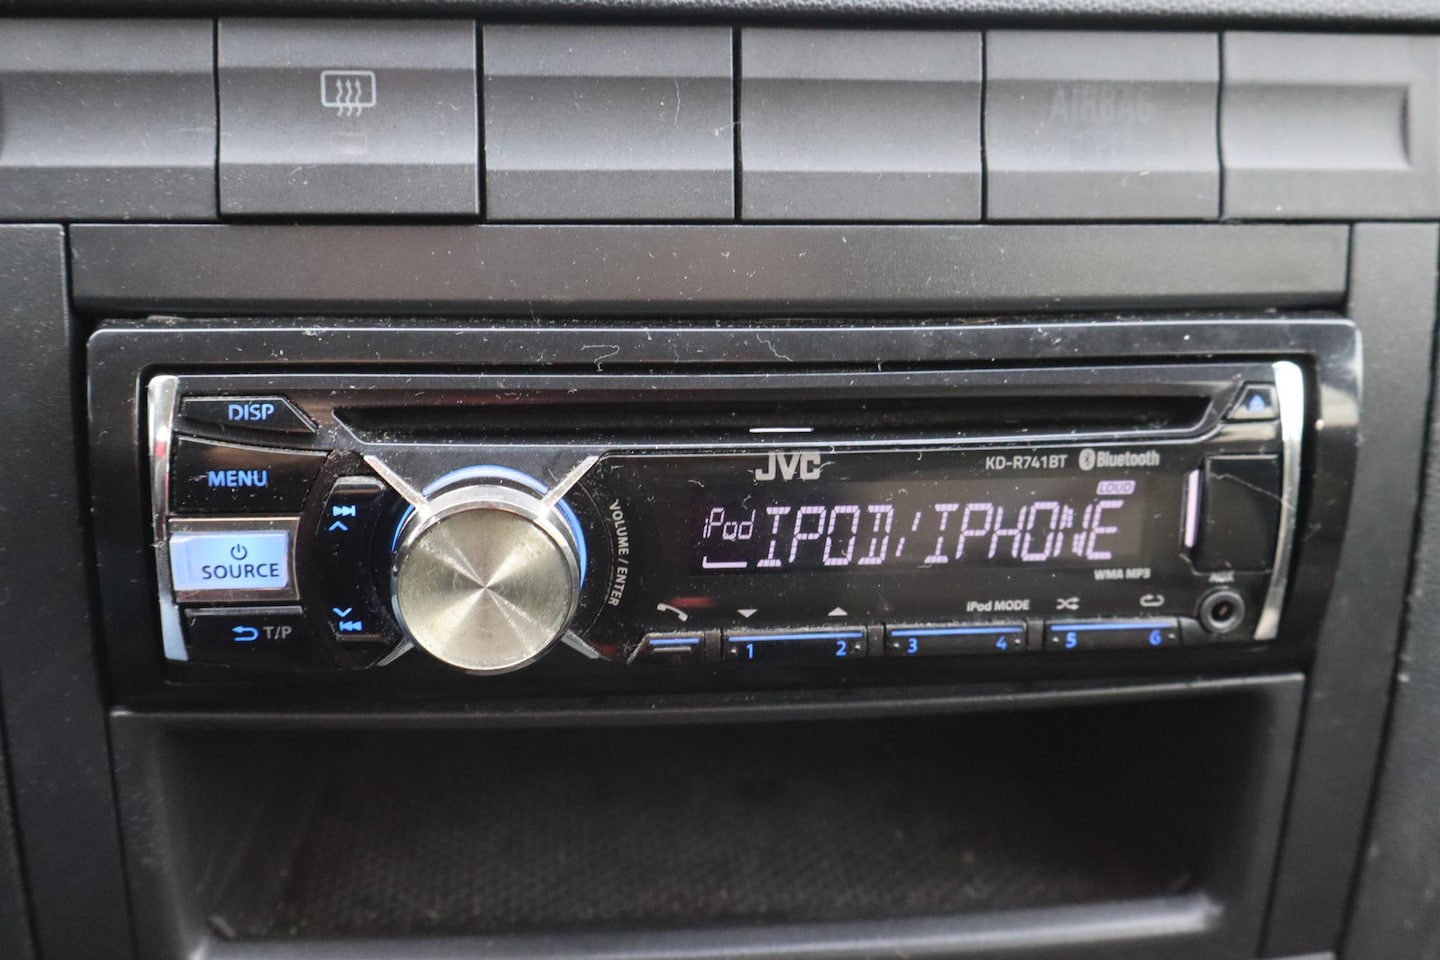 AIRBAG
DISP
MENU
SOURCE
T/P
VOLUME / ENTER
JVC
KD-R741BT Bluetooth
LOUD
iPod IPOD/IPHONE
WMA MP3
AUX
iPod MODE
1 2 3 4 5 6